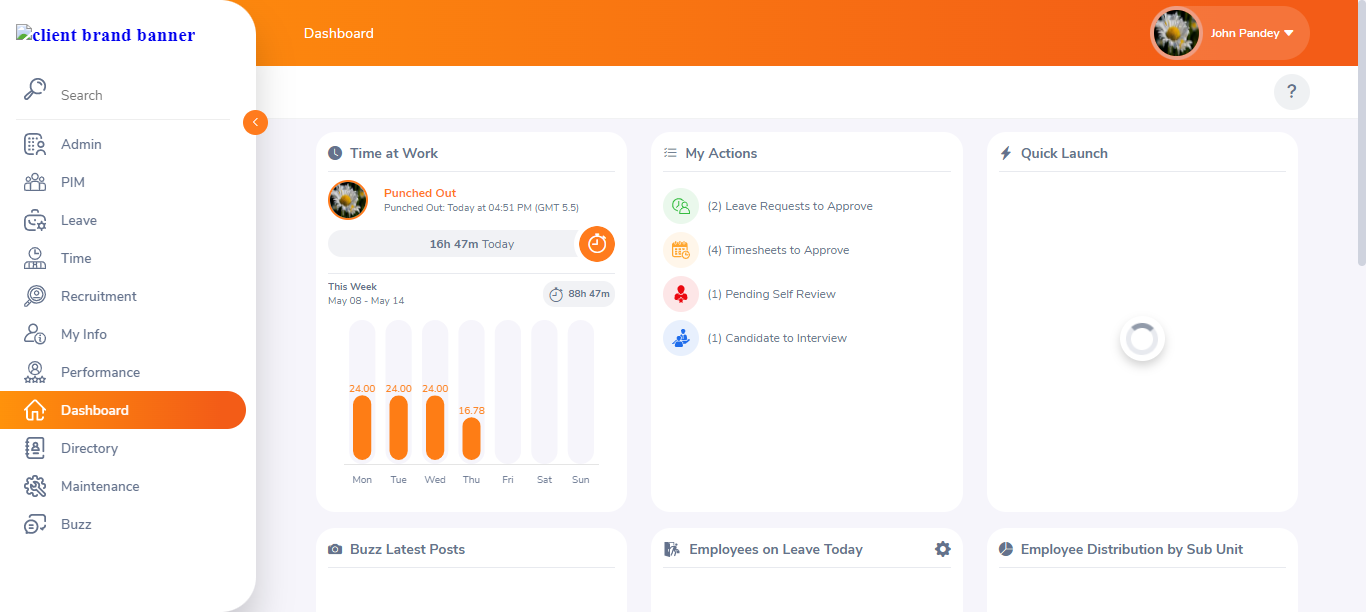 client brand banner
Dashboard
John Pandey
Search
?
Admin
PIM
Leave
Time
Recruitment
My Info
Performance
Dashboard
Directory
Maintenance
Buzz
Time at Work
Punched Out
Punched Out: Today at 04:51 PM (GMT 5.5)
16h 47m Today
This Week
May 08 - May 14
88h 47m
24.00 24.00 24.00
16.78
Mon Tue Wed Thu Fri Sat Sun
My Actions
(2) Leave Requests to Approve
(4) Timesheets to Approve
(1) Pending Self Review
(1) Candidate to Interview
Quick Launch
Buzz Latest Posts
Employees on Leave Today
Employee Distribution by Sub Unit